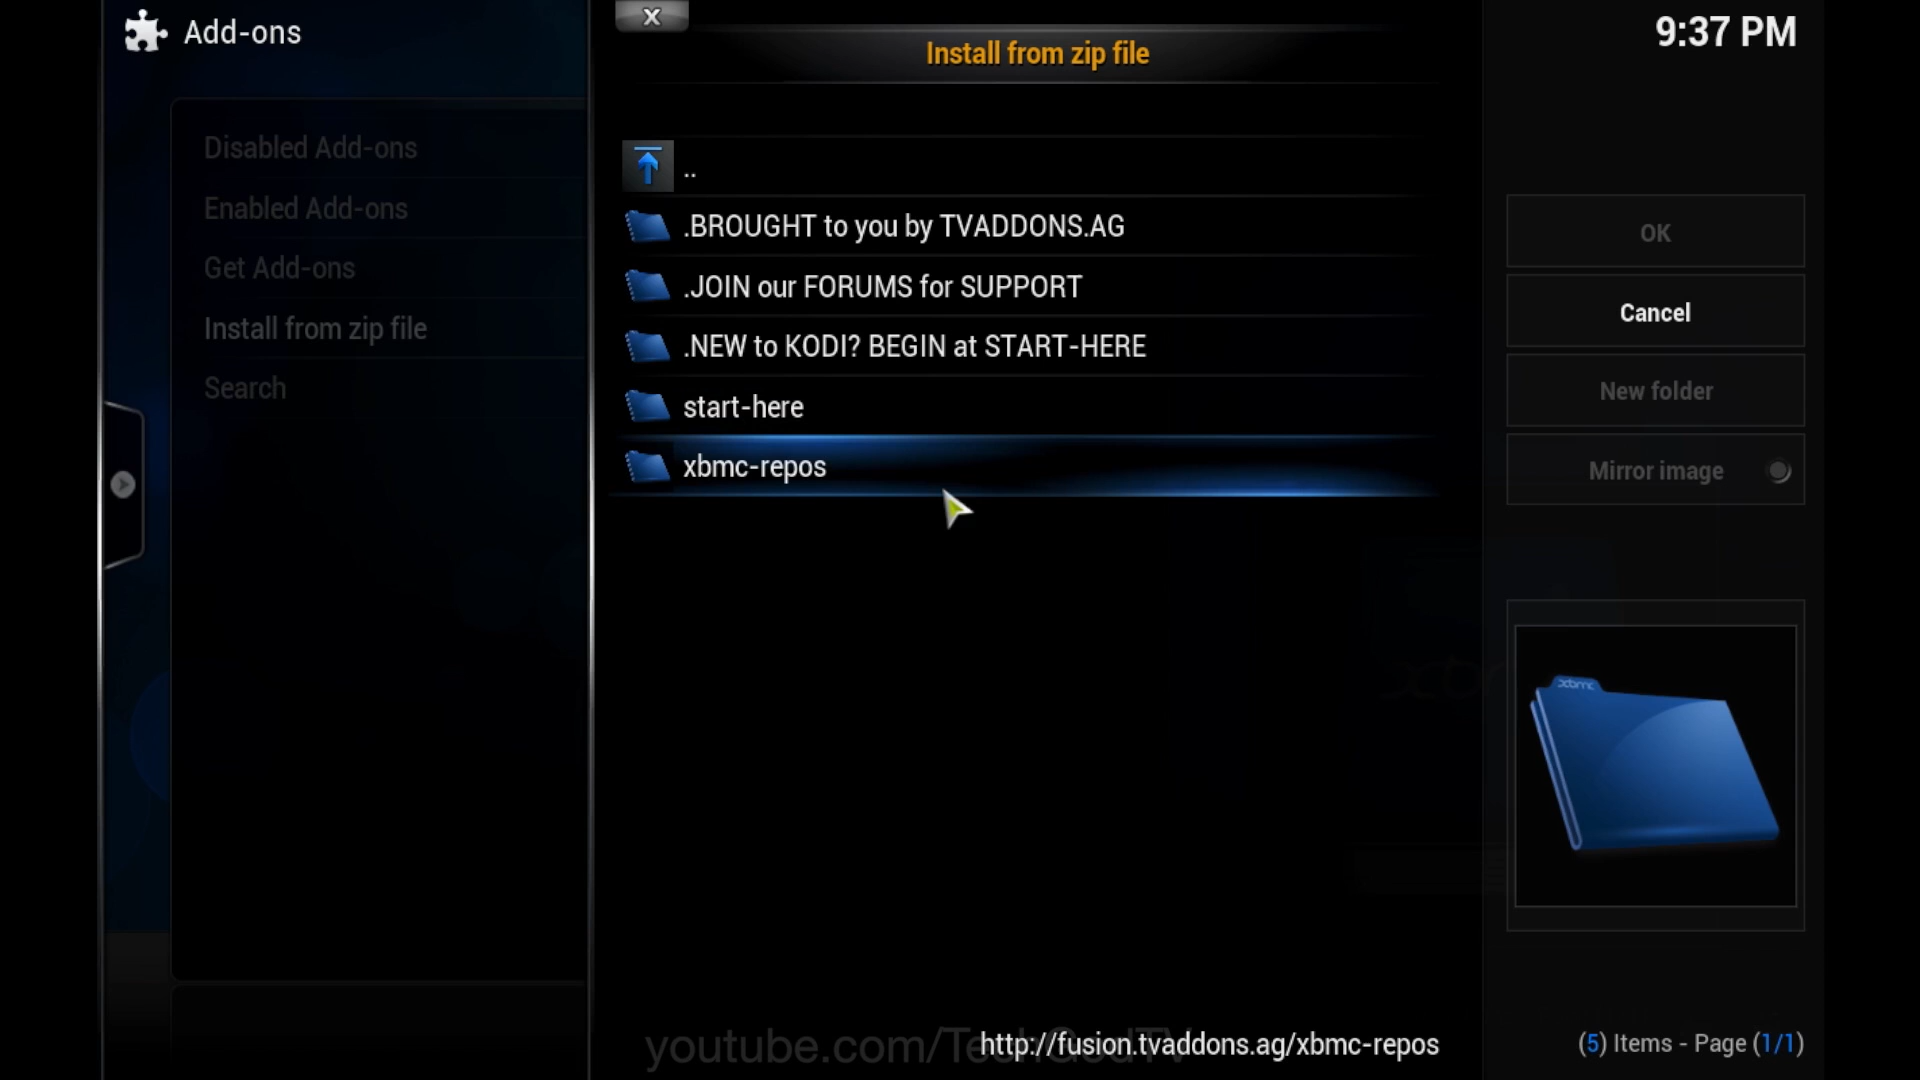 Add-ons
Disabled Add-ons
Enabled Add-ons
Get Add-ons
Install from zip file
Search
x
Install from zip file
..
.BROUGHT to you by TVADDONS.AG
.JOIN our FORUMS for SUPPORT
.NEW to KODI? BEGIN at START-HERE
start-here
xbmc-repos
9:37 PM
OK
Cancel
New folder
Mirror image
xbmc
youtube.com/TechGodTV
http://fusion.tvaddons.ag/xbmc-repos
(5) Items - Page (1/1)